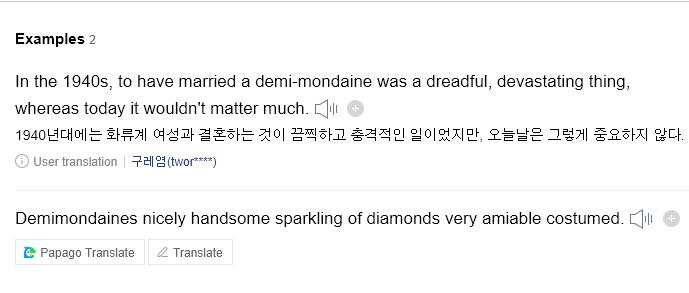 Examples 2
In the 1940s, to have married a demi-mondaine was a dreadful, devastating thing,
whereas today it wouldn't matter much.
1940년대에는 화류계 여성과 결혼하는 것이 끔찍하고 충격적인 일이었지만, 오늘날은 그렇게 중요하지 않다.
User translation | 구레염(twor****)
Demimondaines nicely handsome sparkling of diamonds very amiable costumed.
Papago Translate Translate